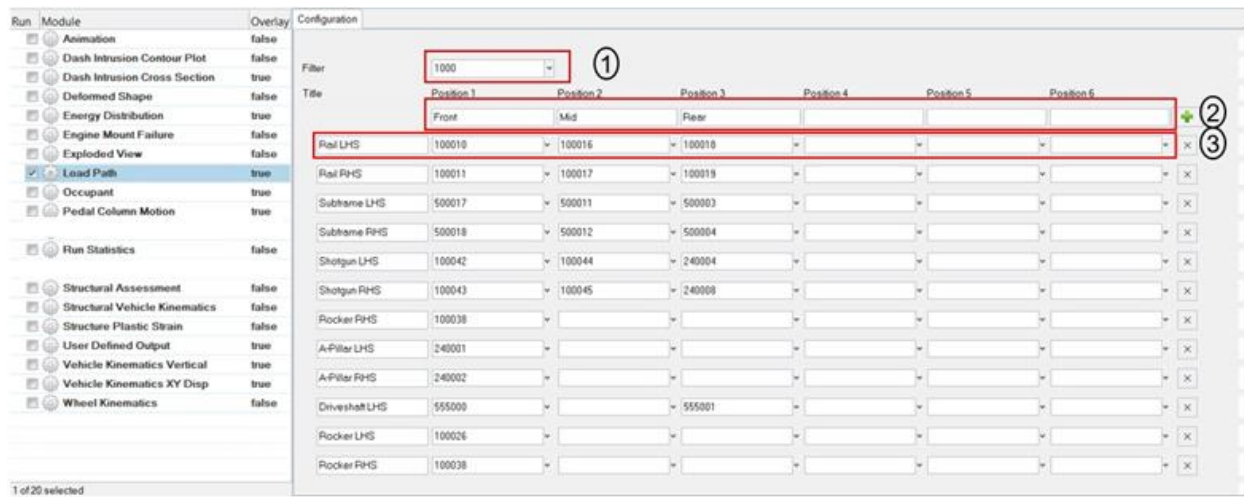 Run Module Overlay
Animation false
Dash Intrusion Contour Plot false
Dash Intrusion Cross Section true
Deformed Shape false
Energy Distribution true
Engine Mount Failure false
Exploded View false
Load Path true
Occupant true
Pedal Column Motion true
Run Statistics false
Structural Assessment false
Structural Vehicle Kinematics false
Structure Plastic Strain false
User Defined Output true
Vehicle Kinematics Vertical true
Vehicle Kinematics XY Disp true
Wheel Kinematics false
1 of 20 selected
Configuration
Filter 1000 ①
Title Position 1 Position 2 Position 3 Position 4 Position 5 Position 6
Front Mid Rear ②
Rail LHS 100010 100016 100018 ③
Rail RHS 100011 100017 100019
Subframe LHS 500017 500011 500003
Subframe RHS 500018 500012 500004
Shotgun LHS 100042 100044 240004
Shotgun RHS 100043 100045 240008
Rocker RHS 100038
A-Pillar LHS 240001
A-Pillar RHS 240002
Driveshaft LHS 555000 555001
Rocker LHS 100026
Rocker RHS 100038